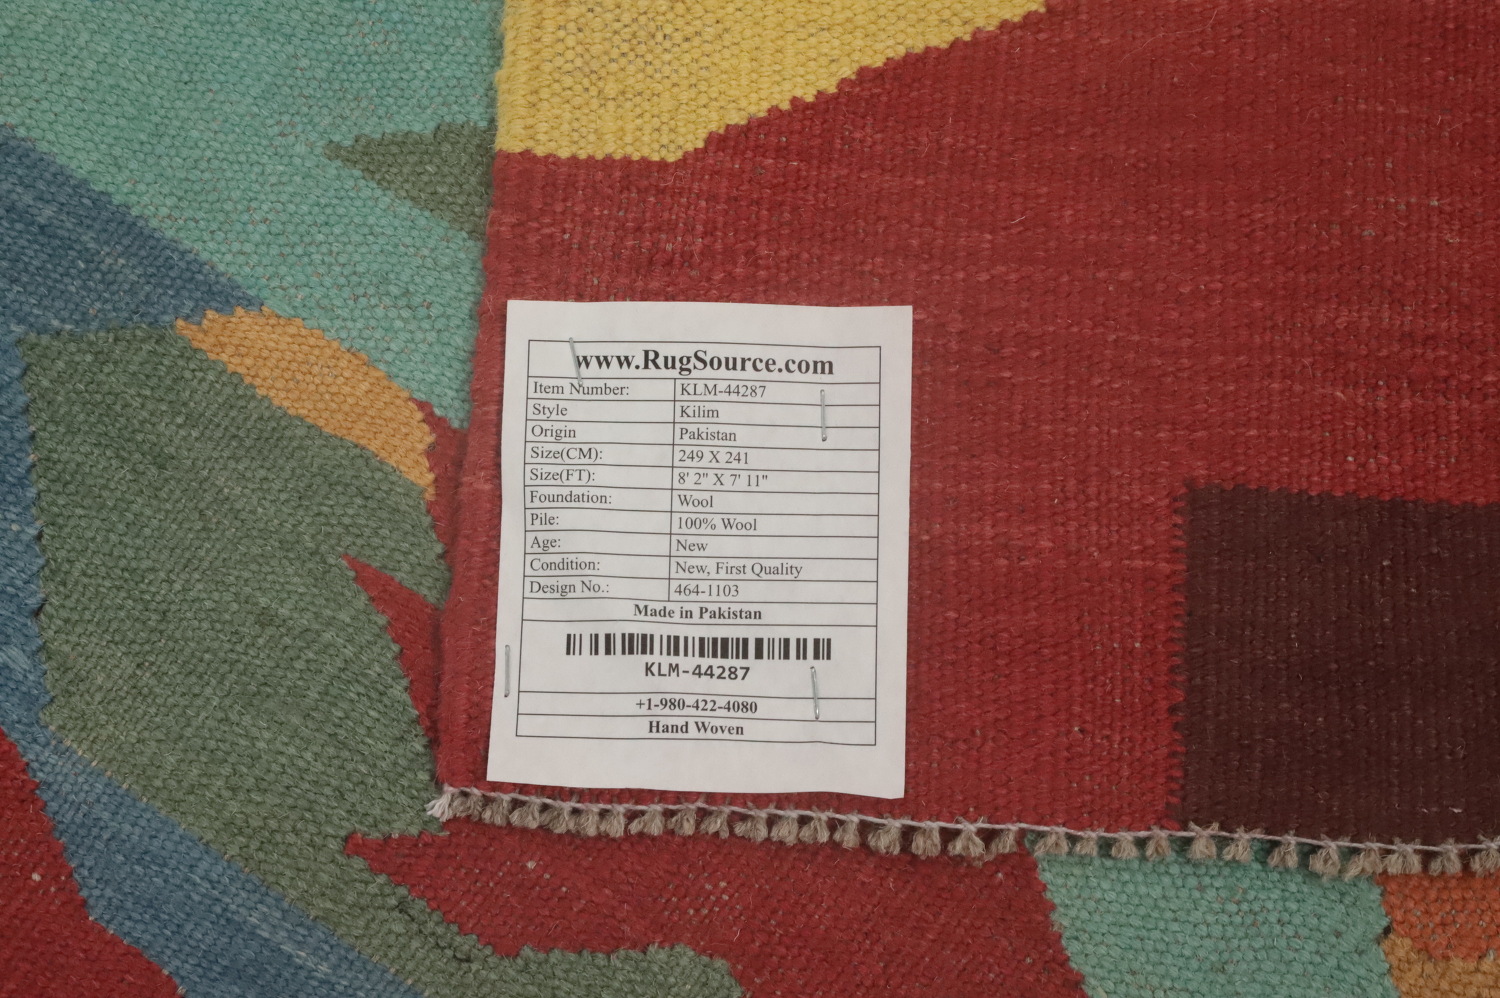 www.RugSource.com
Item Number: KLM-44287
Style Kilim
Origin Pakistan
Size(CM): 249 X 241
Size(FT): 8' 2" X 7' 11"
Foundation: Wool
Pile: 100% Wool
Age: New
Condition: New, First Quality
Design No.: 464-1103
Made in Pakistan
KLM-44287
+1-980-422-4080
Hand Woven